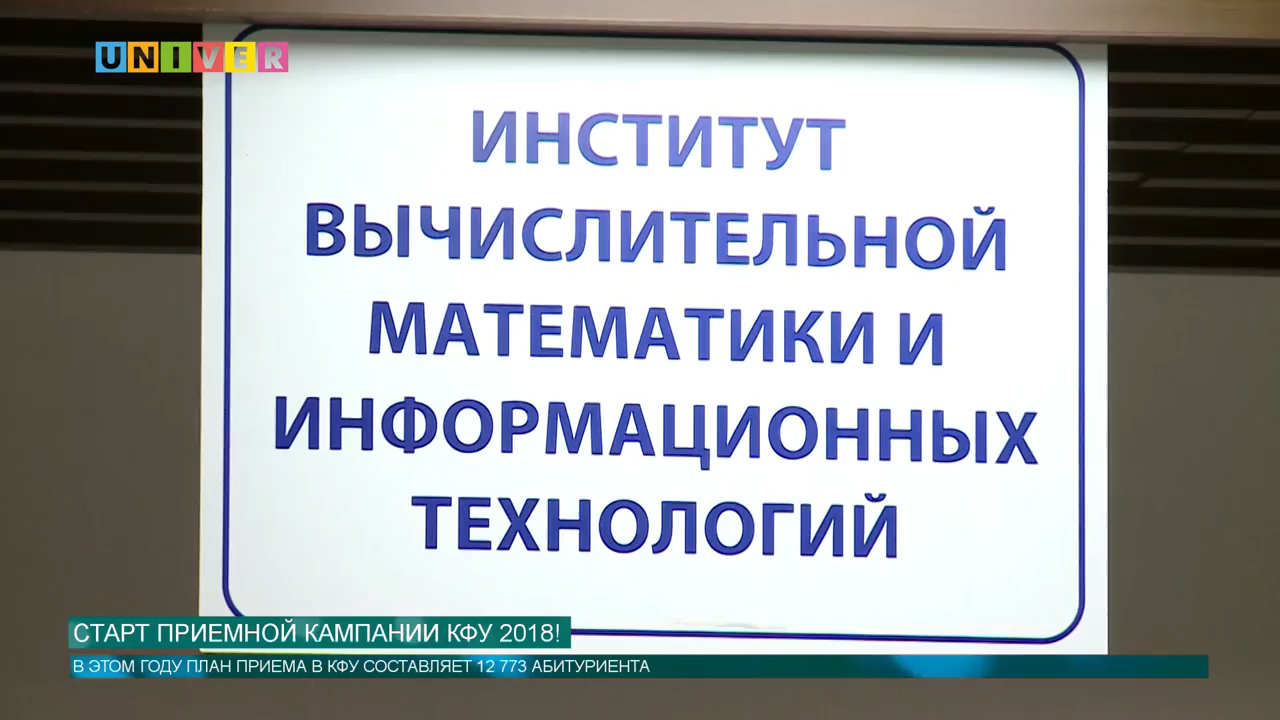 UNIVER
ИНСТИТУТ
ВЫЧИСЛИТЕЛЬНОЙ
МАТЕМАТИКИ И
ИНФОРМАЦИОННЫХ
ТЕХНОЛОГИЙ
СТАРТ ПРИЕМНОЙ КАМПАНИИ КФУ 2018!
В ЭТОМ ГОДУ ПЛАН ПРИЕМА В КФУ СОСТАВЛЯЕТ 12 773 АБИТУРИЕНТА